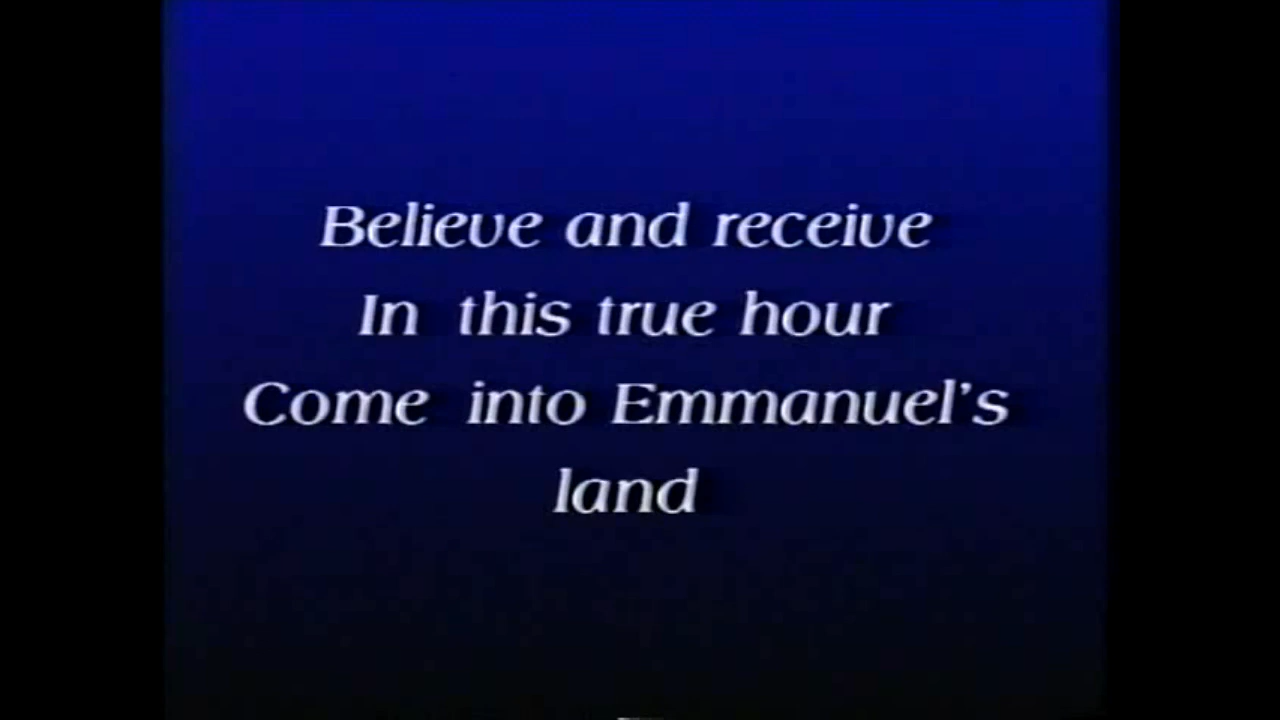 Believe and receive
In this true hour
Come into Emmanuel's
land